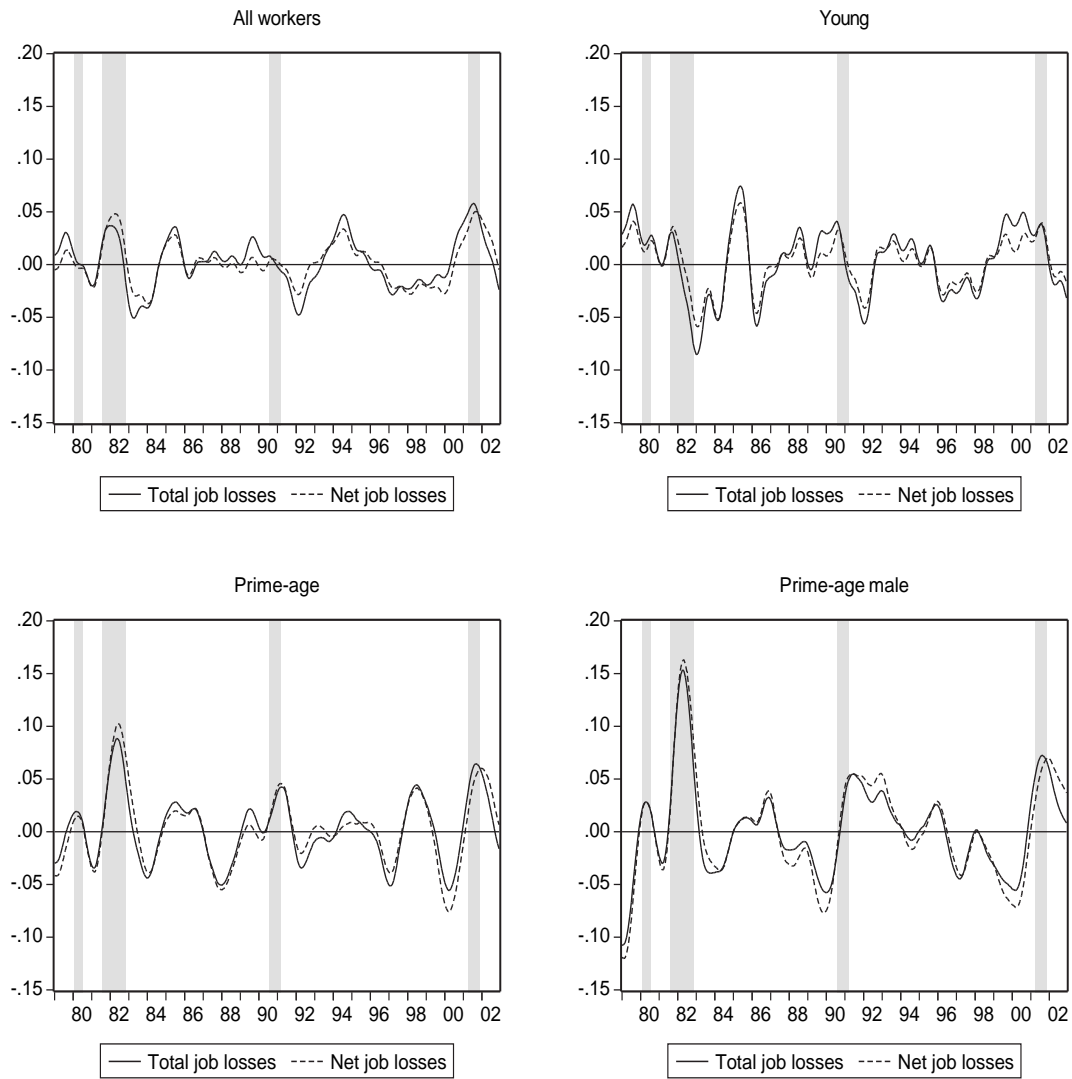 All workers
.20
.15
.10
.05
.00
-.05
-.10
-.15
80 82 84 86 88 90 92 94 96 98 00 02
Total job losses Net job losses
Young
.20
.15
.10
.05
.00
-.05
-.10
-.15
80 82 84 86 88 90 92 94 96 98 00 02
Total job losses Net job losses
Prime-age
.20
.15
.10
.05
.00
-.05
-.10
-.15
80 82 84 86 88 90 92 94 96 98 00 02
Total job losses Net job losses
Prime-age male
.20
.15
.10
.05
.00
-.05
-.10
-.15
80 82 84 86 88 90 92 94 96 98 00 02
Total job losses Net job losses